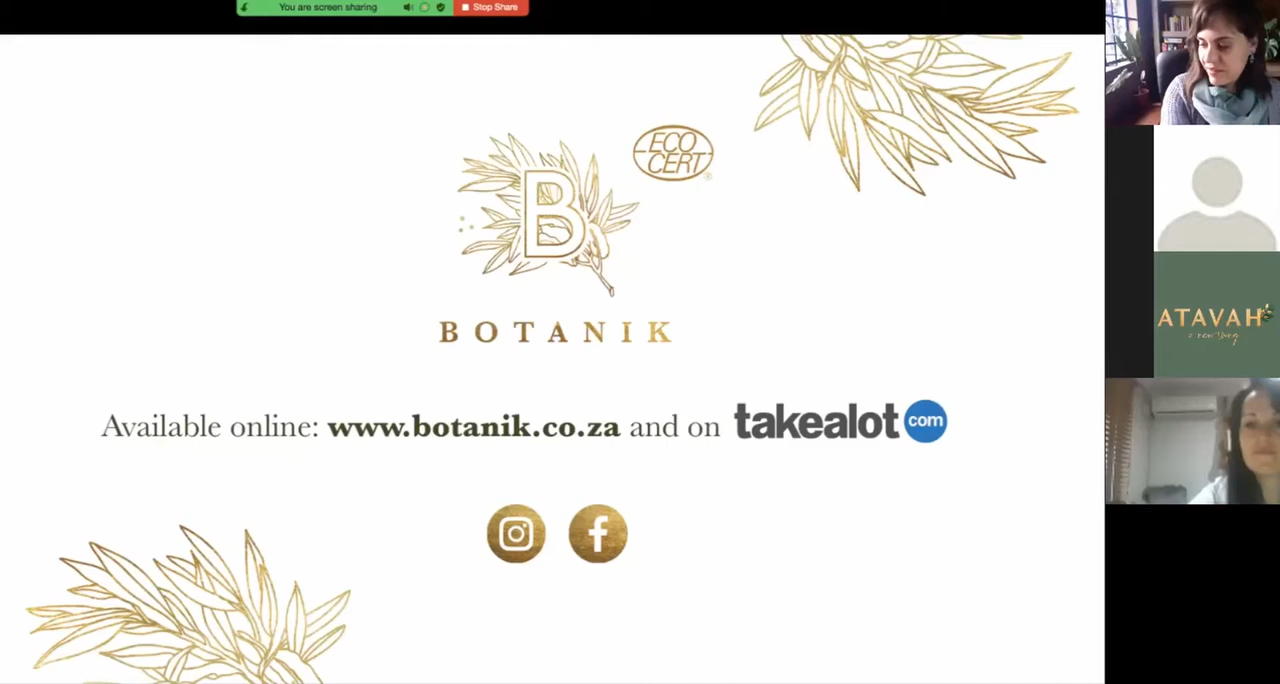 You are screen sharing
Stop Share
ECO
CERT
B
BOTANIK
Available online: www.botanik.co.za and on takealot com
ATAVAH